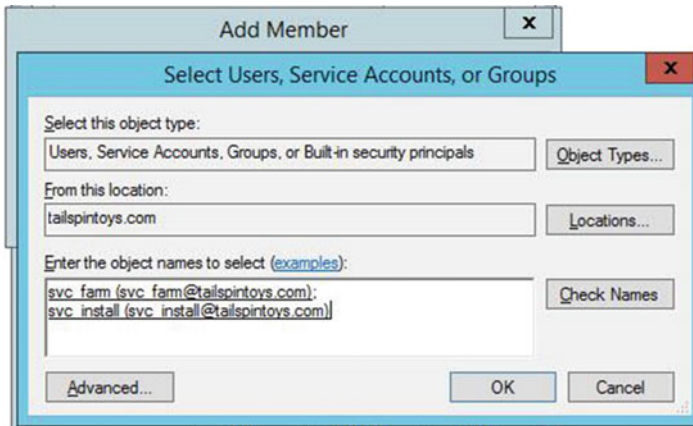 Add Member
x
Select Users, Service Accounts, or Groups
x
Select this object type:
Users, Service Accounts, Groups, or Built-in security principals
Object Types...
From this location:
tailspintoys.com
Locations...
Enter the object names to select (examples):
svc_farm (svc_farm@tailspintoys.com);
svc_install (svc_install@tailspintoys.com)
Check Names
Advanced...
OK
Cancel